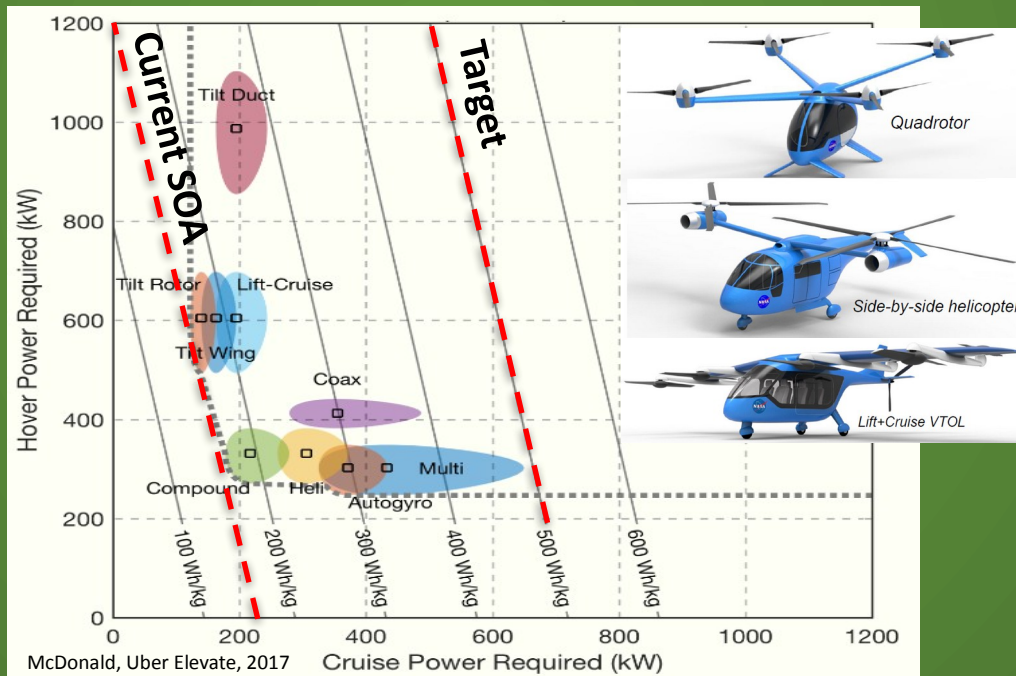 1200
1000
800
600
400
200
0
Hover Power Required (kW)
Current SOA
Target
Tilt Duct
Tilt Rotor
Lift-Cruise
Tilt Wing
Coax
Compound
Heli
Multi
Autogyro
100 Wh/kg
200 Wh/kg
300 Wh/kg
400 Wh/kg
500 Wh/kg
600 Wh/kg
0
200
400
600
800
1000
1200
Cruise Power Required (kW)
McDonald, Uber Elevate, 2017
Quadrotor
NASA
Side-by-side helicopter
NASA
Lift+Cruise VTOL
NASA